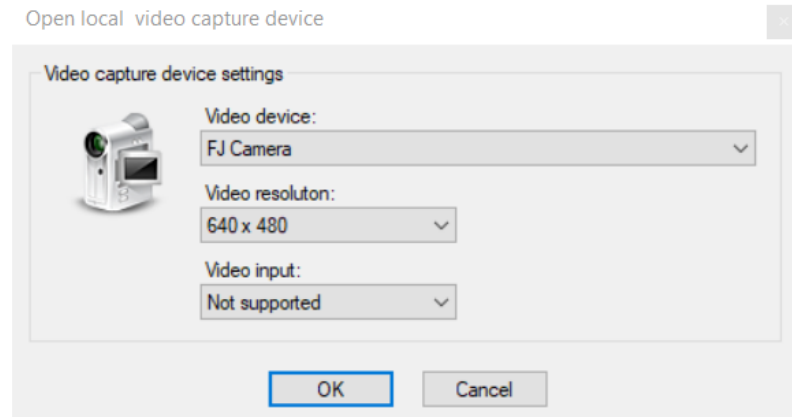 Open local  video capture device
Video capture device settings
Video device:
FJ Camera
Video resoluton:
640 x 480
Video input:
Not supported
OK Cancel